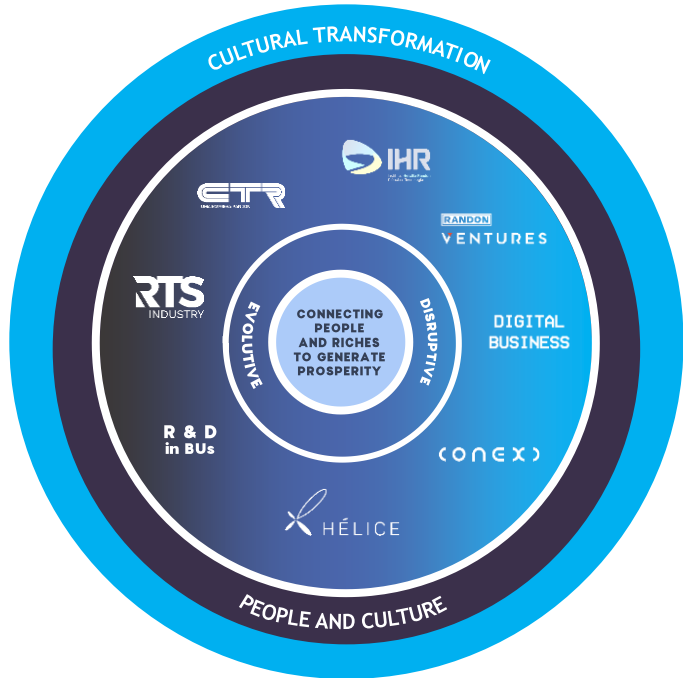 CULTURAL TRANSFORMATION
IHR
CTR
RANDON
VENTURES
RTS
INDUSTRY
EVOLUTIVE
DISRUPTIVE
CONNECTING
PEOPLE
AND RICHES
TO GENERATE
PROSPERITY
DIGITAL
BUSINESS
R & D
in BUs
CONEXO
HÉLICE
PEOPLE AND CULTURE